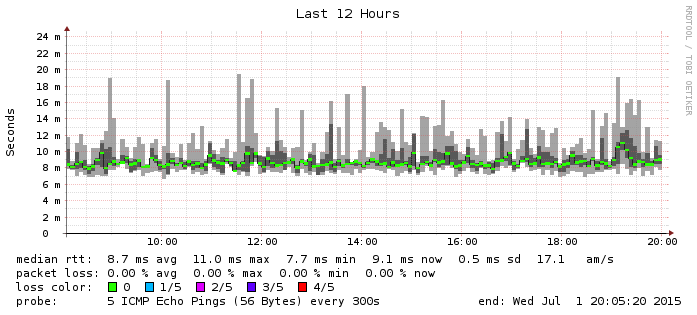 Last 12 Hours
RRDTOOL / TOBI OETIKER
Seconds
24 m
22 m
20 m
18 m
16 m
14 m
12 m
10 m
8 m
6 m
4 m
2 m
0
10:00 12:00 14:00 16:00 18:00 20:00
median rtt: 8.7 ms avg 11.0 ms max 7.7 ms min 9.1 ms now 0.5 ms sd 17.1 am/s
packet loss: 0.00 % avg 0.00 % max 0.00 % min 0.00 % now
loss color: 0 1/5 2/5 3/5 4/5
probe: 5 ICMP Echo Pings (56 Bytes) every 300s end: Wed Jul 1 20:05:20 2015